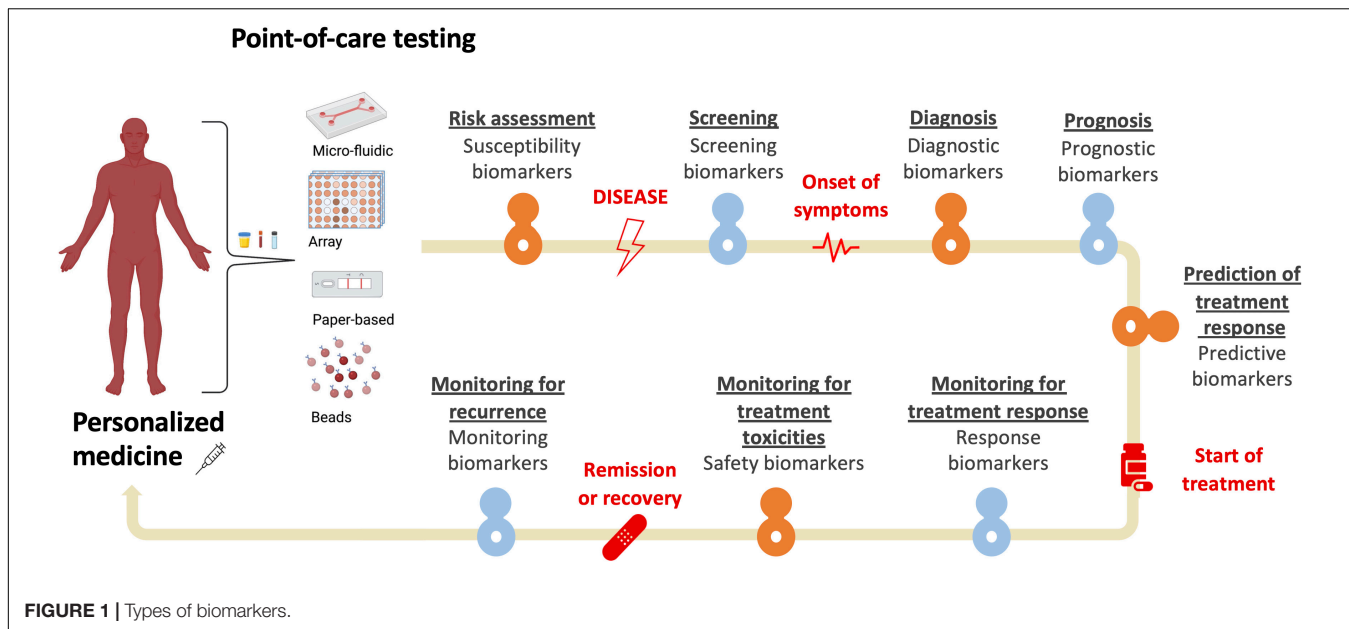 Point-of-care testing
Micro-fluidic
Array
Paper-based
Beads
Risk assessment
Susceptibility
biomarkers
DISEASE
Screening
Screening
biomarkers
Onset of
symptoms
Diagnosis
Diagnostic
biomarkers
Prognosis
Prognostic
biomarkers
Prediction of
treatment
response
Predictive
biomarkers
Start of
treatment
Monitoring for
treatment response
Response
biomarkers
Monitoring for
treatment
toxicities
Safety biomarkers
Remission
or recovery
Monitoring for
recurrence
Monitoring
biomarkers
Personalized
medicine
FIGURE 1 | Types of biomarkers.